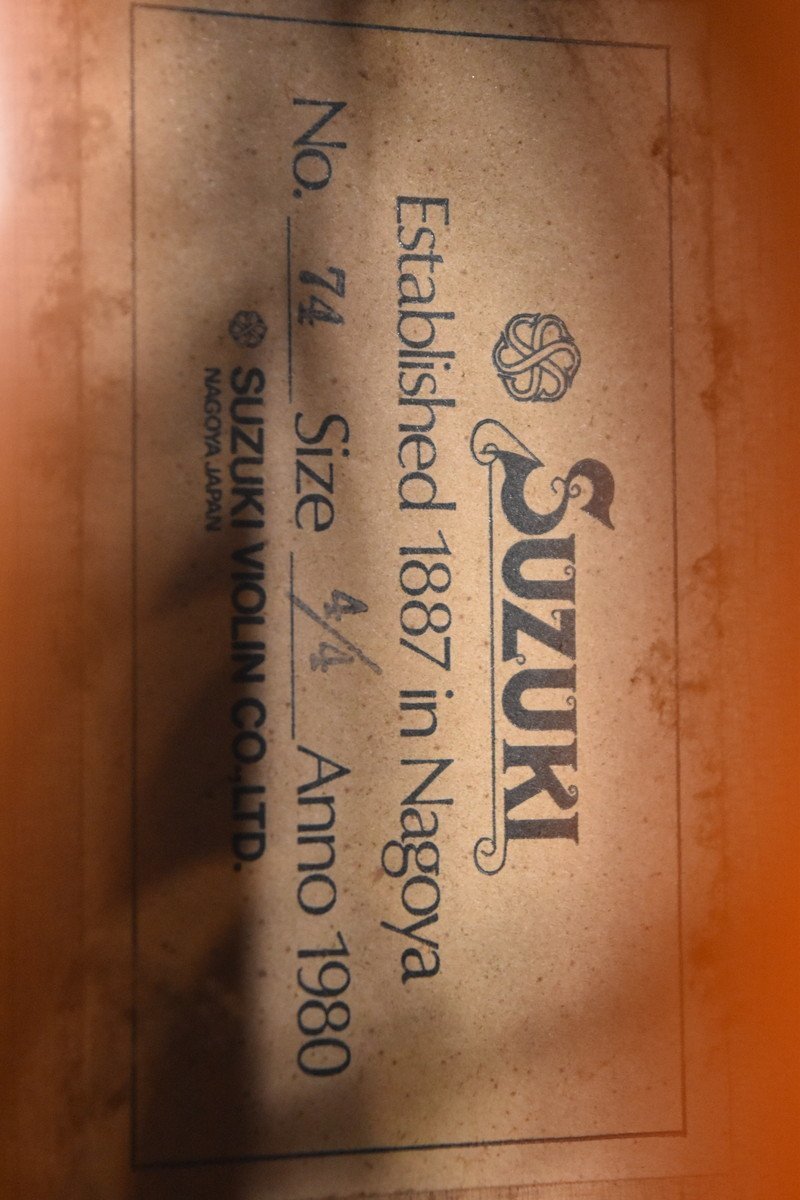 SUZUKI
Established 1887 in Nagoya
No. 74 Size 4/4 Anno 1980
SUZUKI VIOLIN CO.,LTD.
NAGOYA JAPAN